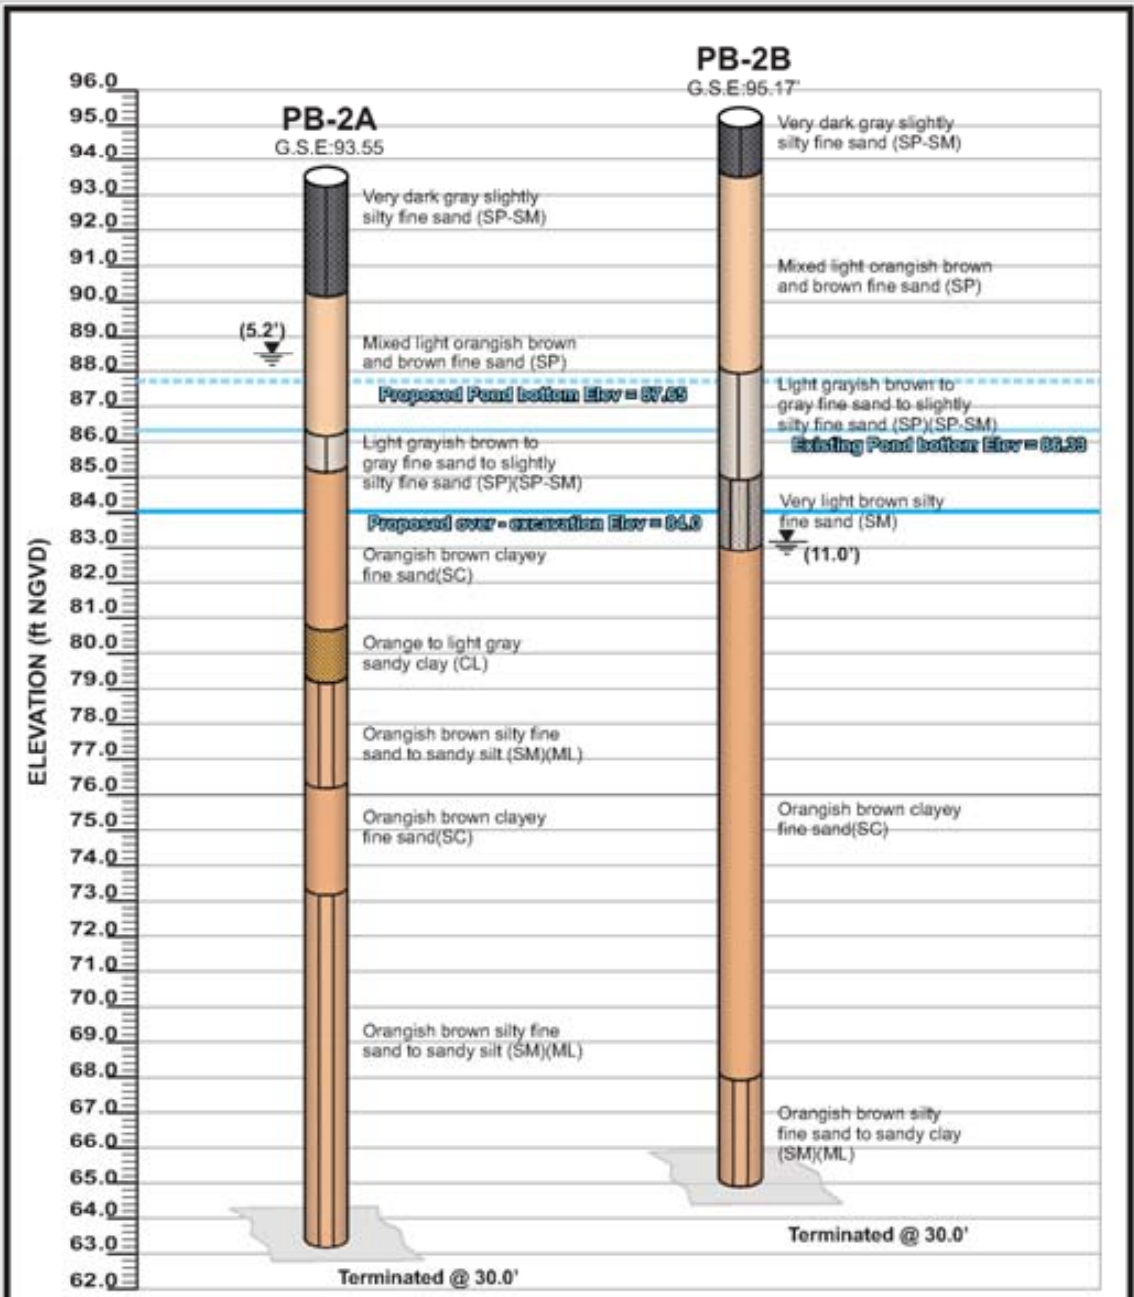 PB-2B
G.S.E:95.17'
PB-2A
G.S.E:93.55
ELEVATION (ft NGVD)
96.0
95.0
94.0
93.0
92.0
91.0
90.0
89.0
88.0
87.0
86.0
85.0
84.0
83.0
82.0
81.0
80.0
79.0
78.0
77.0
76.0
75.0
74.0
73.0
72.0
71.0
70.0
69.0
68.0
67.0
66.0
65.0
64.0
63.0
62.0
Very dark gray slightly
silty fine sand (SP-SM)
(5.2')
Mixed light orangish brown
and brown fine sand (SP)
Proposed Pond bottom Elev = 87.65
Light grayish brown to
gray fine sand to slightly
silty fine sand (SP)(SP-SM)
Proposed over - excavation Elev = 84.0
Orangish brown clayey
fine sand(SC)
Orange to light gray
sandy clay (CL)
Orangish brown silty fine
sand to sandy silt (SM)(ML)
Orangish brown clayey
fine sand(SC)
Orangish brown silty fine
sand to sandy silt (SM)(ML)
Terminated @ 30.0'
Very dark gray slightly
silty fine sand (SP-SM)
Mixed light orangish brown
and brown fine sand (SP)
Light grayish brown to
gray fine sand to slightly
silty fine sand (SP)(SP-SM)
Existing Pond bottom Elev = 86.33
Very light brown silty
fine sand (SM)
(11.0')
Orangish brown clayey
fine sand(SC)
Orangish brown silty
fine sand to sandy clay
(SM)(ML)
Terminated @ 30.0'